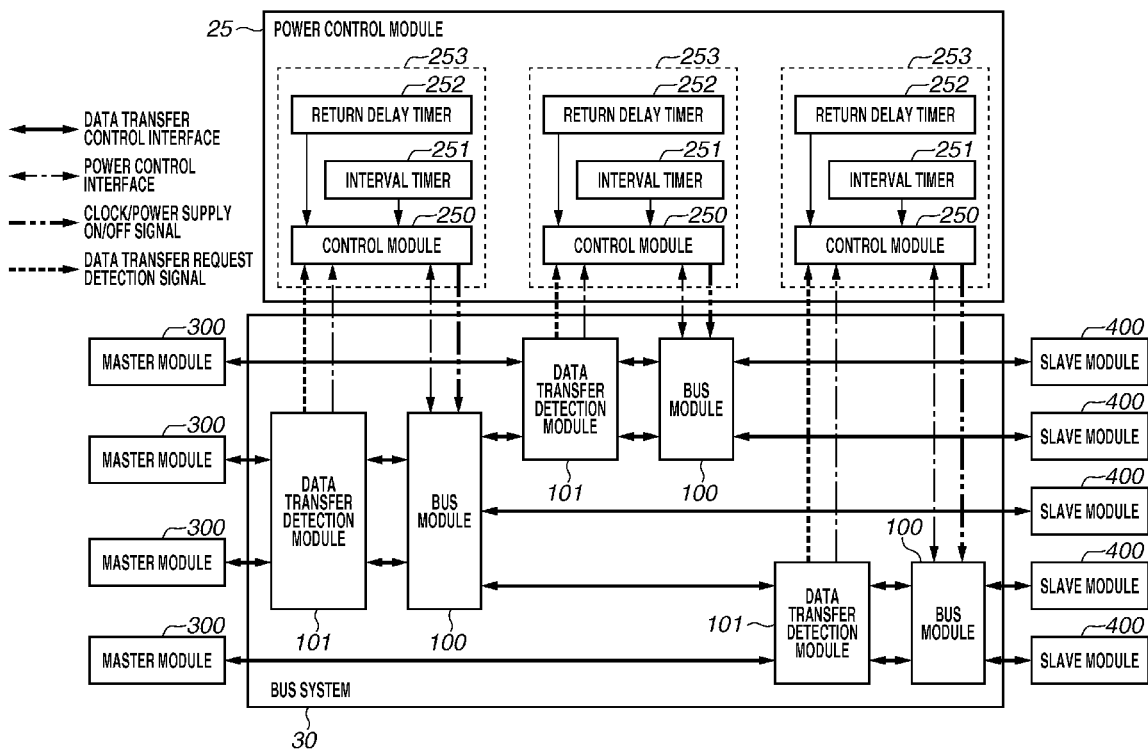 25
POWER CONTROL MODULE
253
253
253
252
252
252
RETURN DELAY TIMER
RETURN DELAY TIMER
RETURN DELAY TIMER
251
251
251
INTERVAL TIMER
INTERVAL TIMER
INTERVAL TIMER
250
250
250
CONTROL MODULE
CONTROL MODULE
CONTROL MODULE
DATA TRANSFER
CONTROL INTERFACE
POWER CONTROL
INTERFACE
CLOCK/POWER SUPPLY
ON/OFF SIGNAL
DATA TRANSFER REQUEST
DETECTION SIGNAL
300
MASTER MODULE
300
MASTER MODULE
300
MASTER MODULE
300
MASTER MODULE
DATA
TRANSFER
DETECTION
MODULE
101
BUS
MODULE
100
DATA
TRANSFER
DETECTION
MODULE
101
BUS
MODULE
100
DATA
TRANSFER
DETECTION
MODULE
101
100
BUS
MODULE
400
SLAVE MODULE
400
SLAVE MODULE
400
SLAVE MODULE
400
SLAVE MODULE
400
SLAVE MODULE
BUS SYSTEM
30